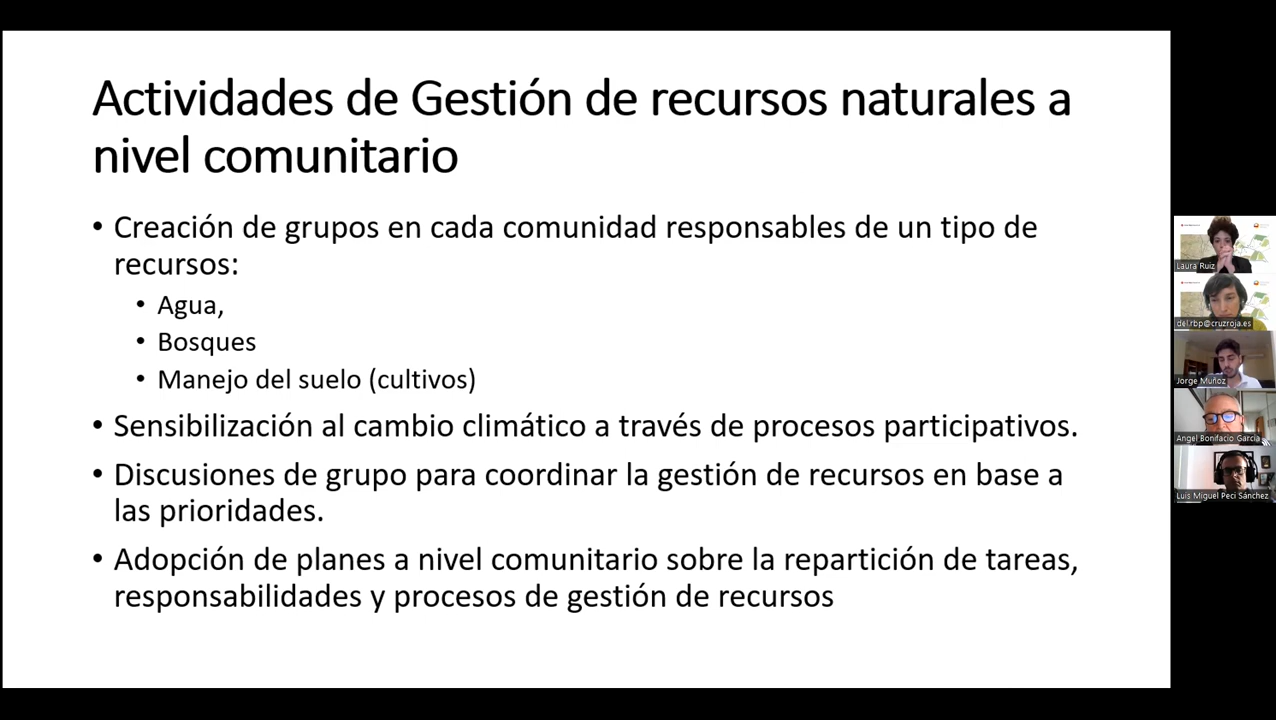 Actividades de Gestión de recursos naturales a
nivel comunitario
• Creación de grupos en cada comunidad responsables de un tipo de
recursos:
• Agua,
• Bosques
• Manejo del suelo (cultivos)
• Sensibilización al cambio climático a través de procesos participativos.
• Discusiones de grupo para coordinar la gestión de recursos en base a
las prioridades.
• Adopción de planes a nivel comunitario sobre la repartición de tareas,
responsabilidades y procesos de gestión de recursos
Laura Ruiz
del.rbp@cruzroja.es
Jorge Muñoz
Angel Bonifacio Garcia
Luis Miguel Peci Sánchez